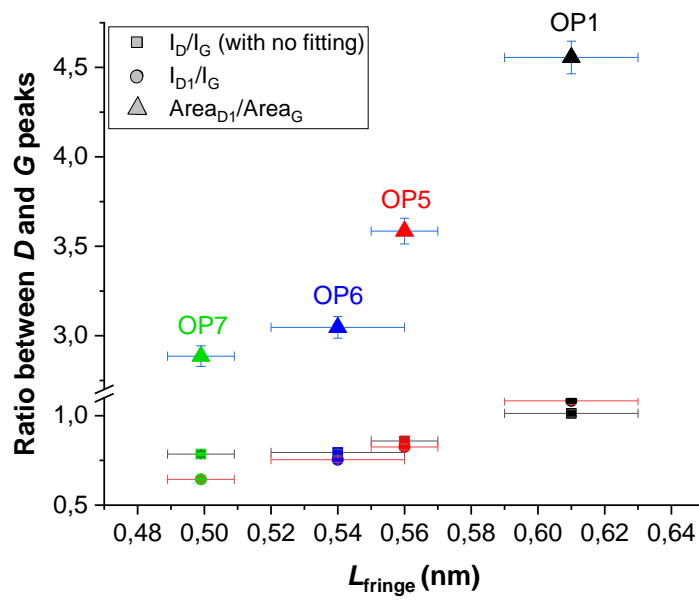 I_D/I_G (with no fitting)
I_D1/I_G
Area_D1/Area_G
OP1
OP5
OP6
OP7
Ratio between D and G peaks
4,5
4,0
3,5
3,0
1,0
0,5
0,48 0,50 0,52 0,54 0,56 0,58 0,60 0,62 0,64
L_fringe (nm)